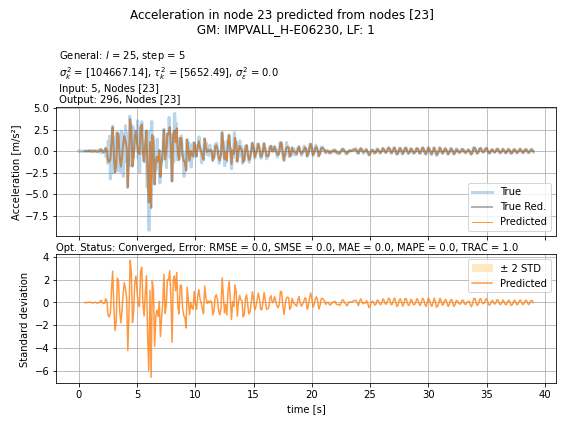 Acceleration in node 23 predicted from nodes [23]
GM: IMPVALL_H-E06230, LF: 1
General: l = 25, step = 5
σ²ₖ = [104667.14], τ²ₖ = [5652.49], σ²ε = 0.0
Input: 5, Nodes [23]
Output: 296, Nodes [23]
5.0
2.5
0.0
−2.5
−5.0
−7.5
Acceleration [m/s²]
True
True Red.
Predicted
Opt. Status: Converged, Error: RMSE = 0.0, SMSE = 0.0, MAE = 0.0, MAPE = 0.0, TRAC = 1.0
4
2
0
−2
−4
−6
Standard deviation
± 2 STD
Predicted
0 5 10 15 20 25 30 35 40
time [s]